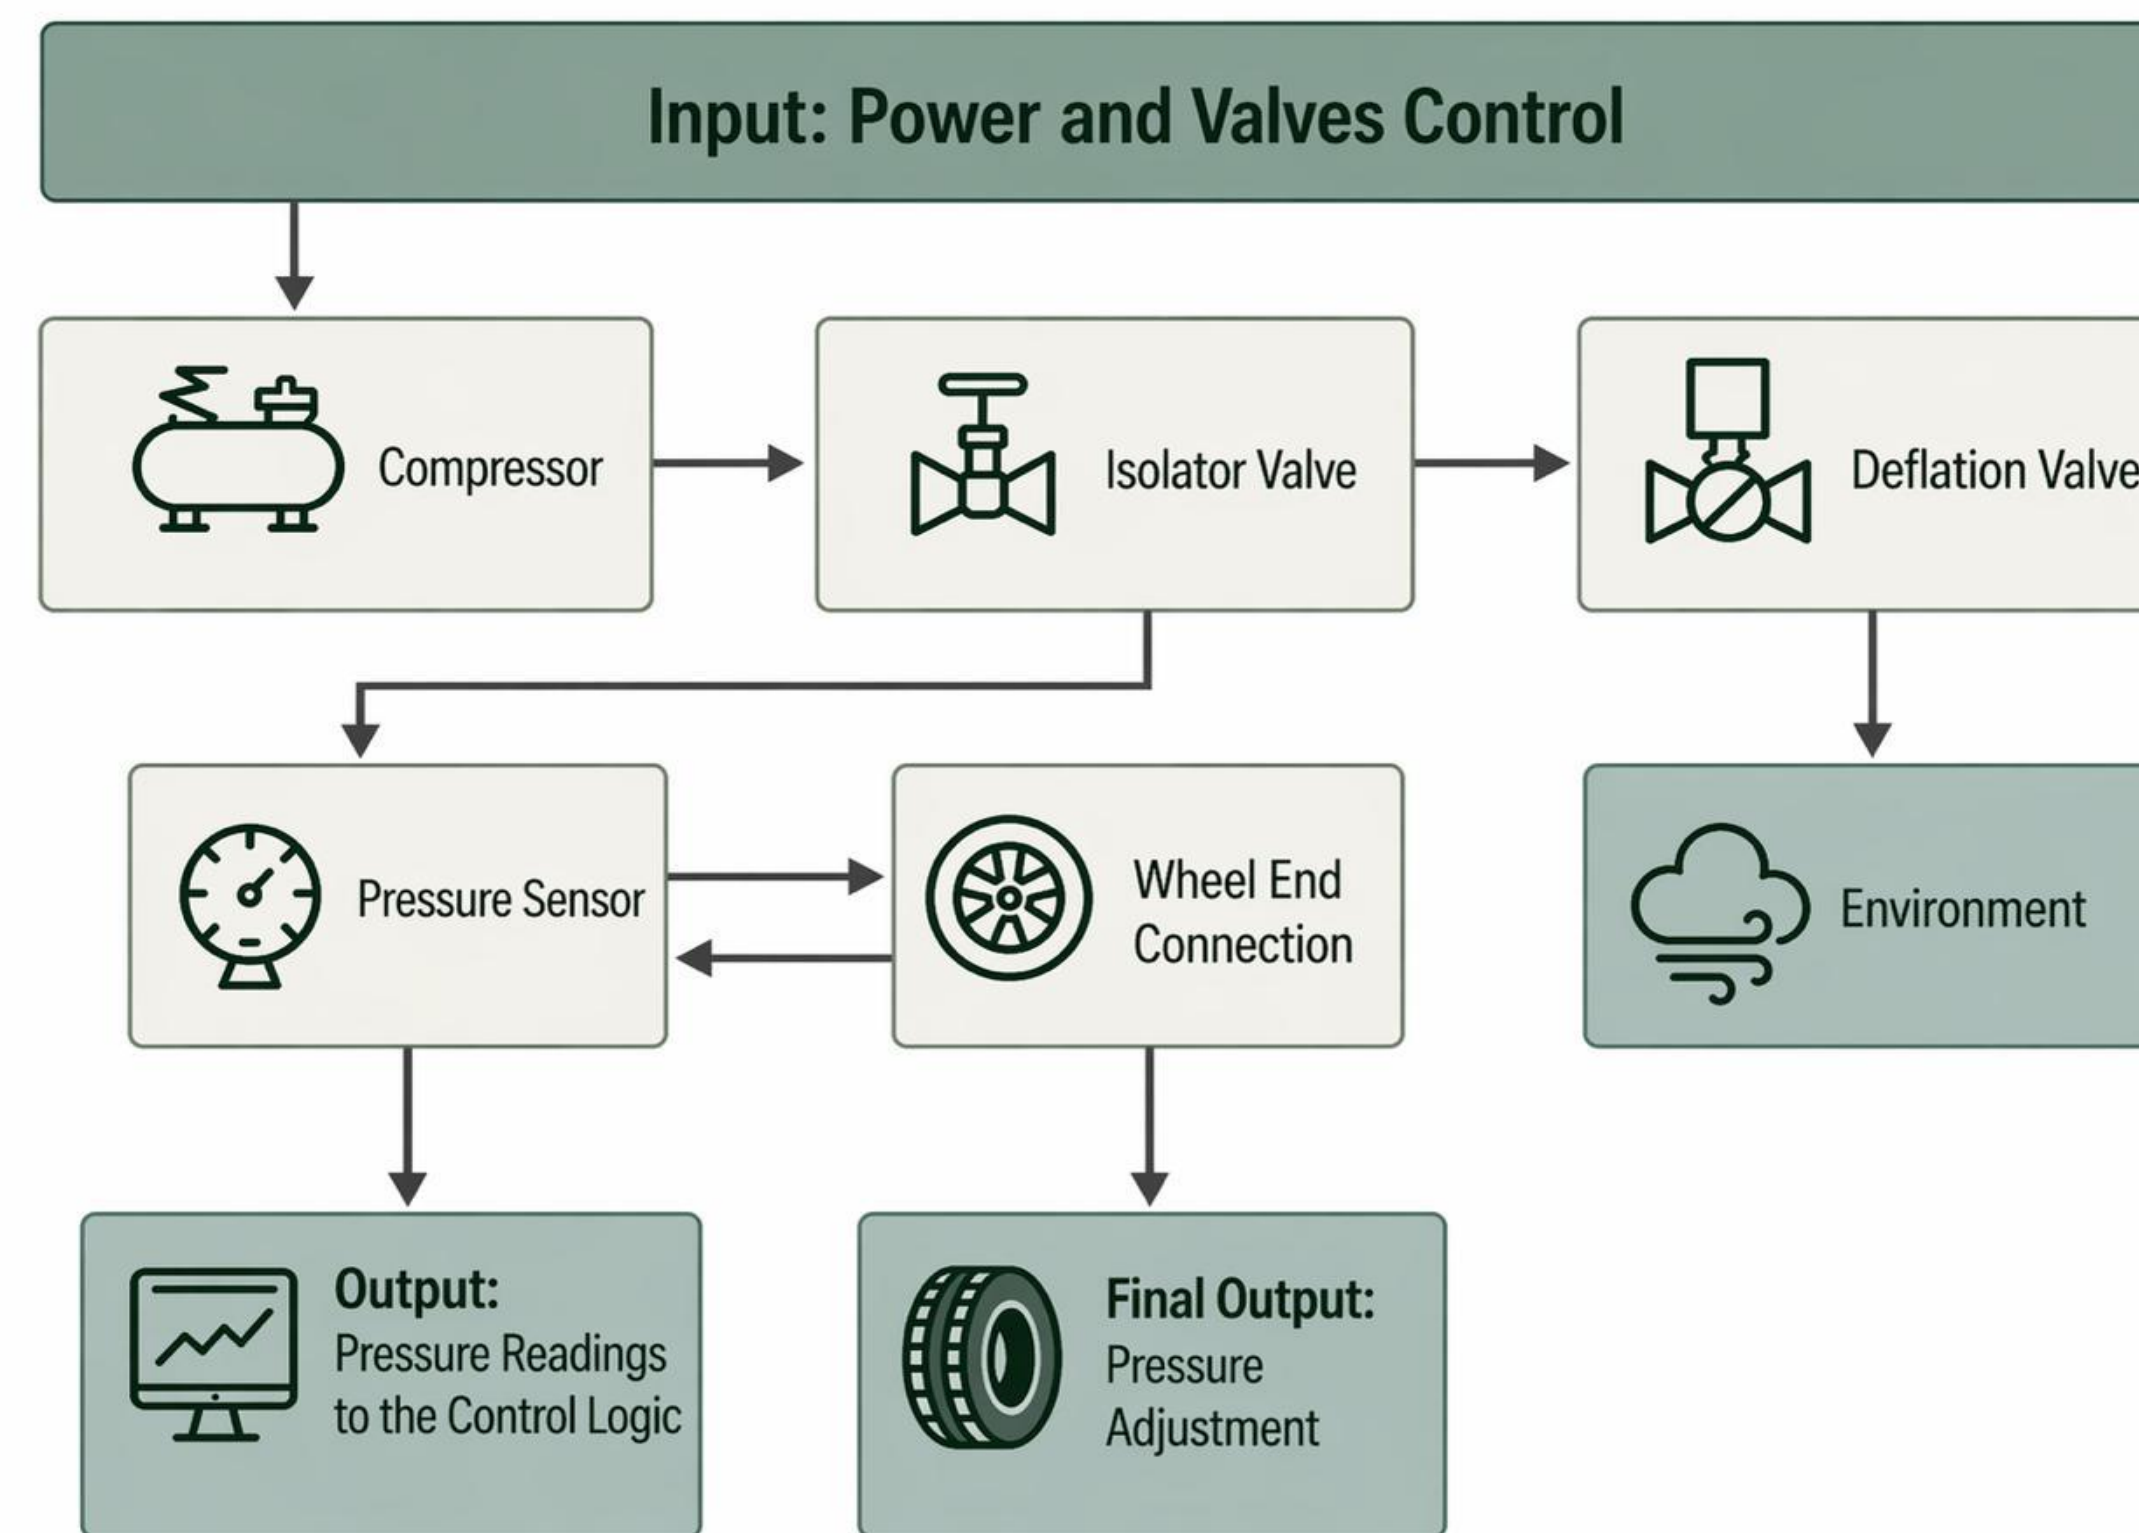 Input: Power and Valves Control
Compressor
Isolator Valve
Deflation Valve
Pressure Sensor
Wheel End
Connection
Environment
Output:
Pressure Readings
to the Control Logic
Final Output:
Pressure
Adjustment